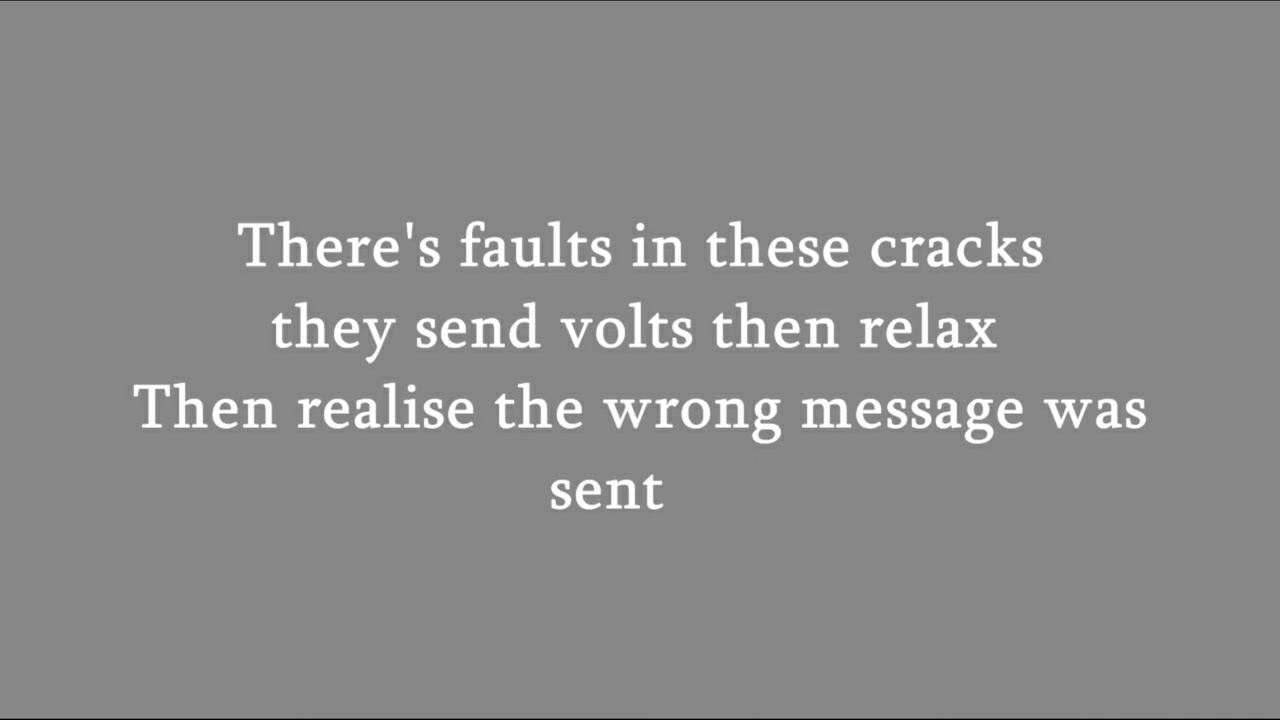 There's faults in these cracks
they send volts then relax
Then realise the wrong message was
sent